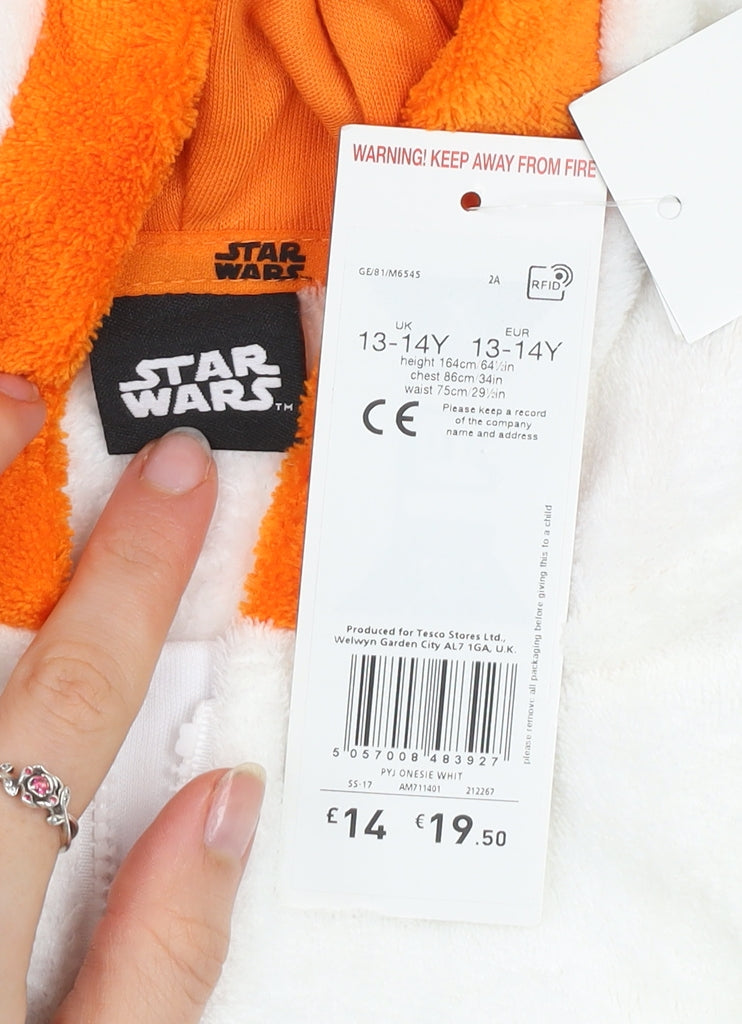 WARNING! KEEP AWAY FROM FIRE
STAR
WARS
GE/81/M6545
2A
RFID
UK
13-14Y
EUR
13-14Y
height 164cm/64½in
chest 86cm/34in
waist 75cm/29½in
CE
Please keep a record
of the company
name and address
STAR
WARS™
please remove all packaging before giving this to a child
Produced for Tesco Stores Ltd.,
Welwyn Garden City AL7 1GA, U.K.
5 057008 483927
PYJ ONESIE WHIT
SS-17 AM711401 212267
£14 €19.50